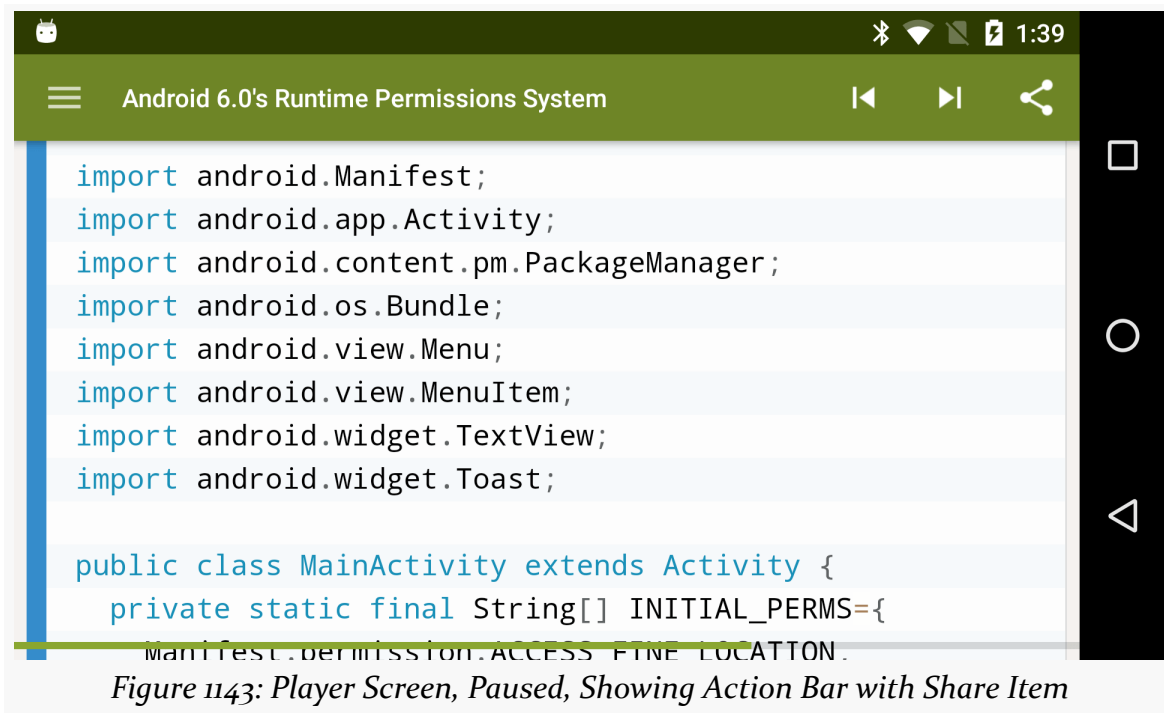 1:39
Android 6.0's Runtime Permissions System
import android.Manifest;
import android.app.Activity;
import android.content.pm.PackageManager;
import android.os.Bundle;
import android.view.Menu;
import android.view.MenuItem;
import android.widget.TextView;
import android.widget.Toast;
public class MainActivity extends Activity {
private static final String[] INITIAL_PERMS={
Manifest.permission.ACCESS_FINE_LOCATION,
Figure 1143: Player Screen, Paused, Showing Action Bar with Share Item